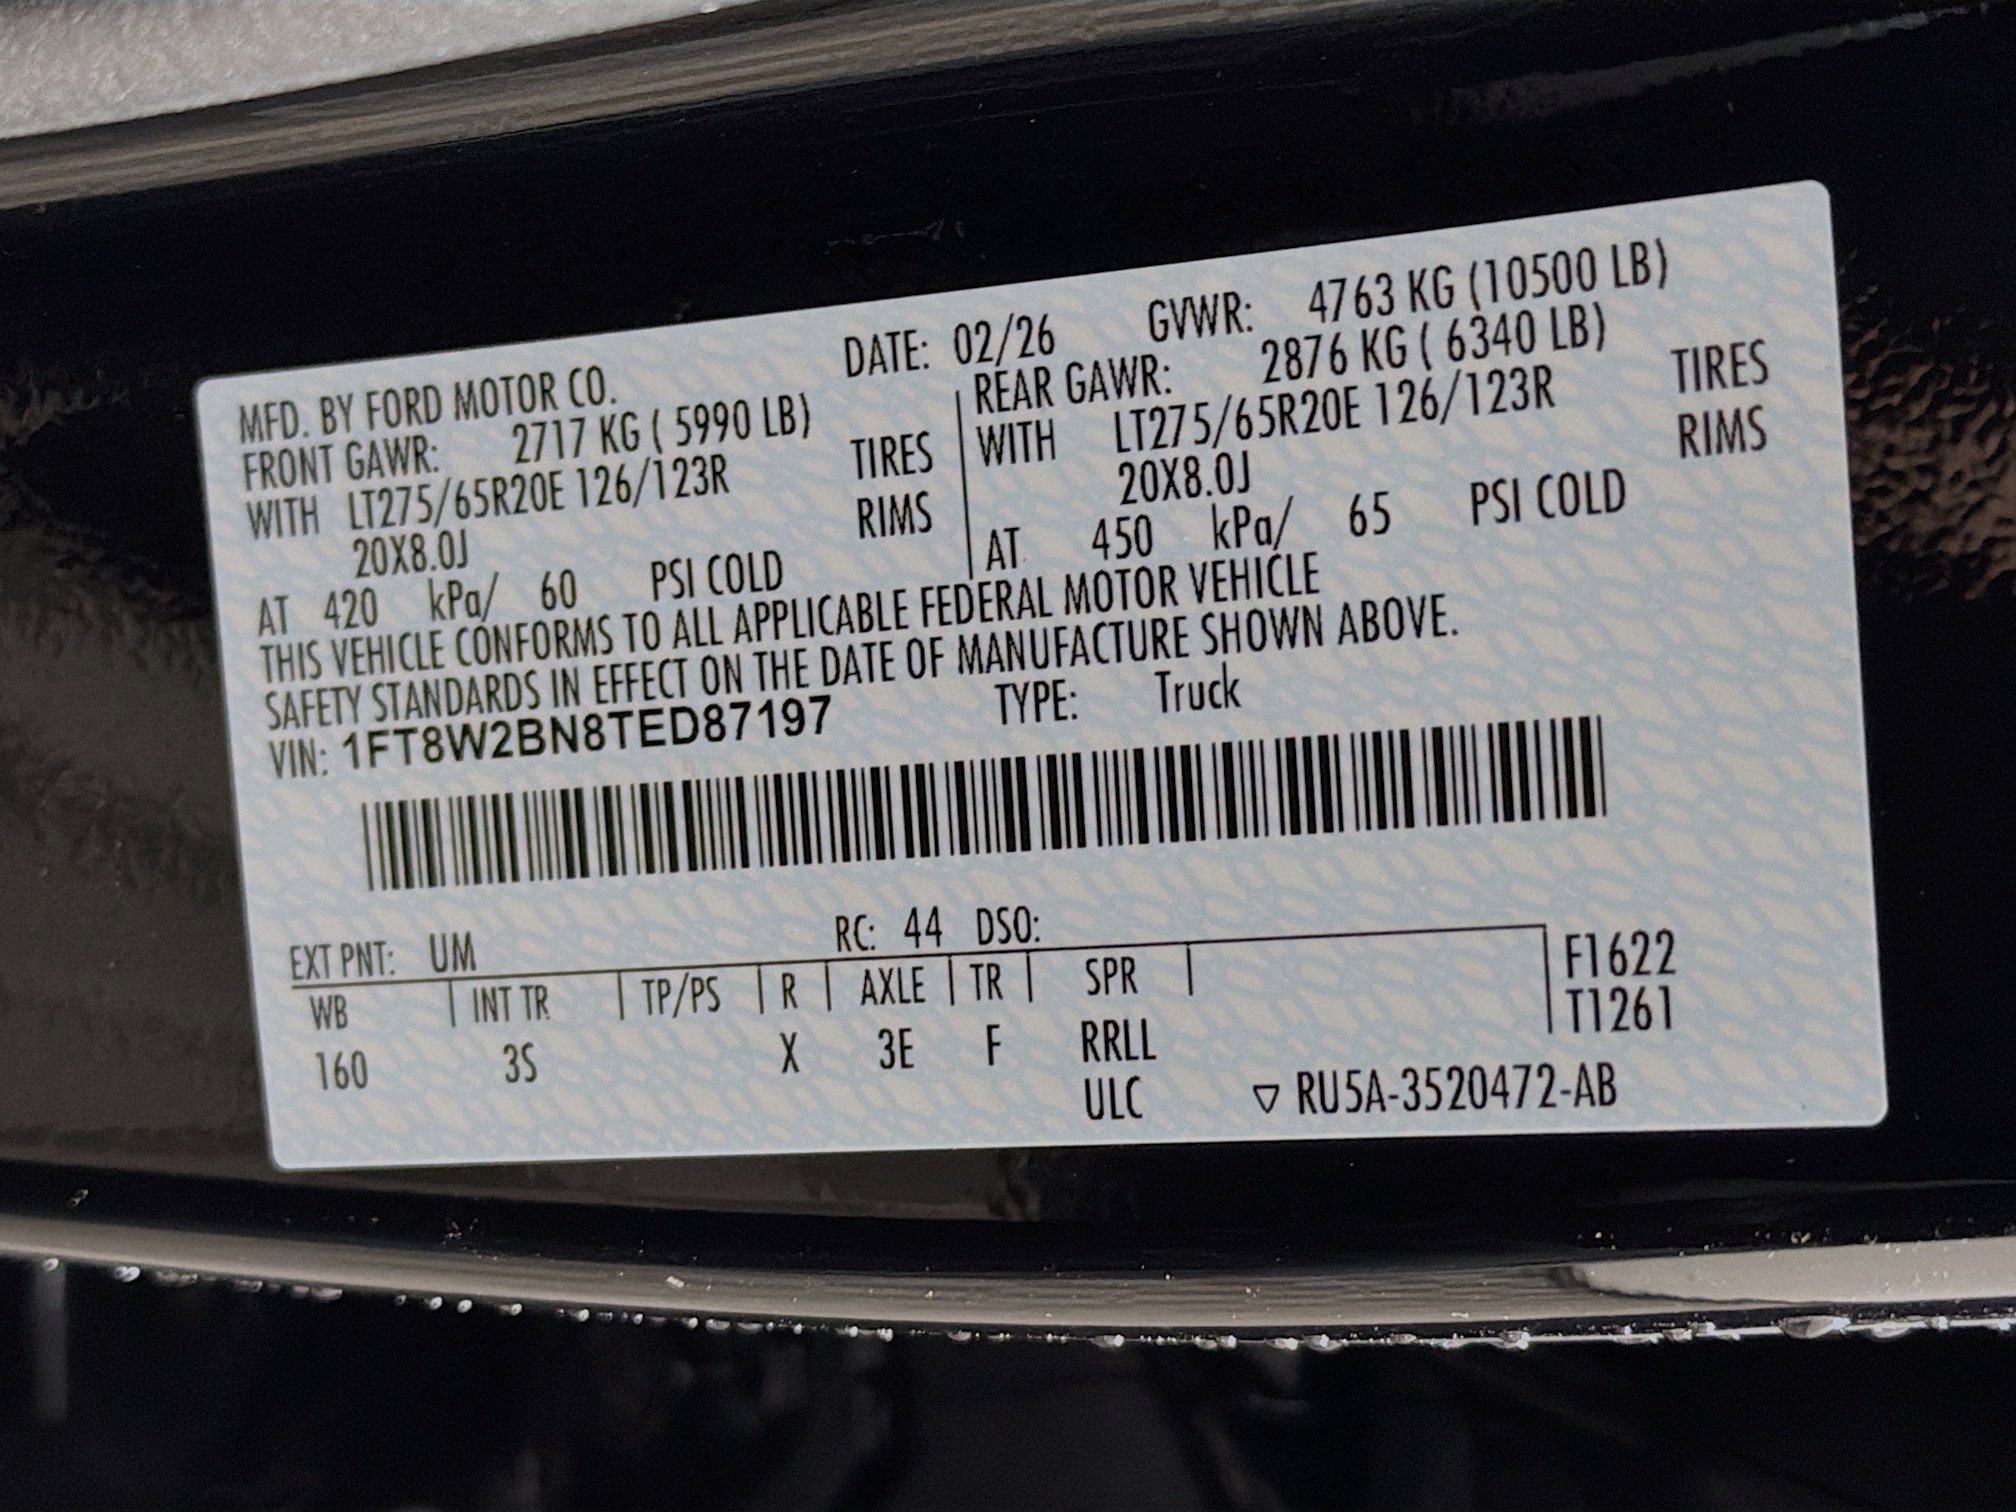 MFD. BY FORD MOTOR CO.
DATE: 02/26 GVWR: 4763 KG (10500 LB)
FRONT GAWR: 2717 KG ( 5990 LB)
WITH LT275/65R20E 126/123R TIRES
20X8.0J RIMS
AT 420 kPa/ 60 PSI COLD
REAR GAWR: 2876 KG ( 6340 LB)
WITH LT275/65R20E 126/123R TIRES
20X8.0J RIMS
AT 450 kPa/ 65 PSI COLD
THIS VEHICLE CONFORMS TO ALL APPLICABLE FEDERAL MOTOR VEHICLE
SAFETY STANDARDS IN EFFECT ON THE DATE OF MANUFACTURE SHOWN ABOVE.
VIN: 1FT8W2BN8TED87197 TYPE: Truck
EXT PNT: UM RC: 44 DSO:
WB | INT TR | TP/PS | R | AXLE | TR | SPR |
160 3S X 3E F RRLL
ULC
F1622
T1261
▽ RU5A-3520472-AB